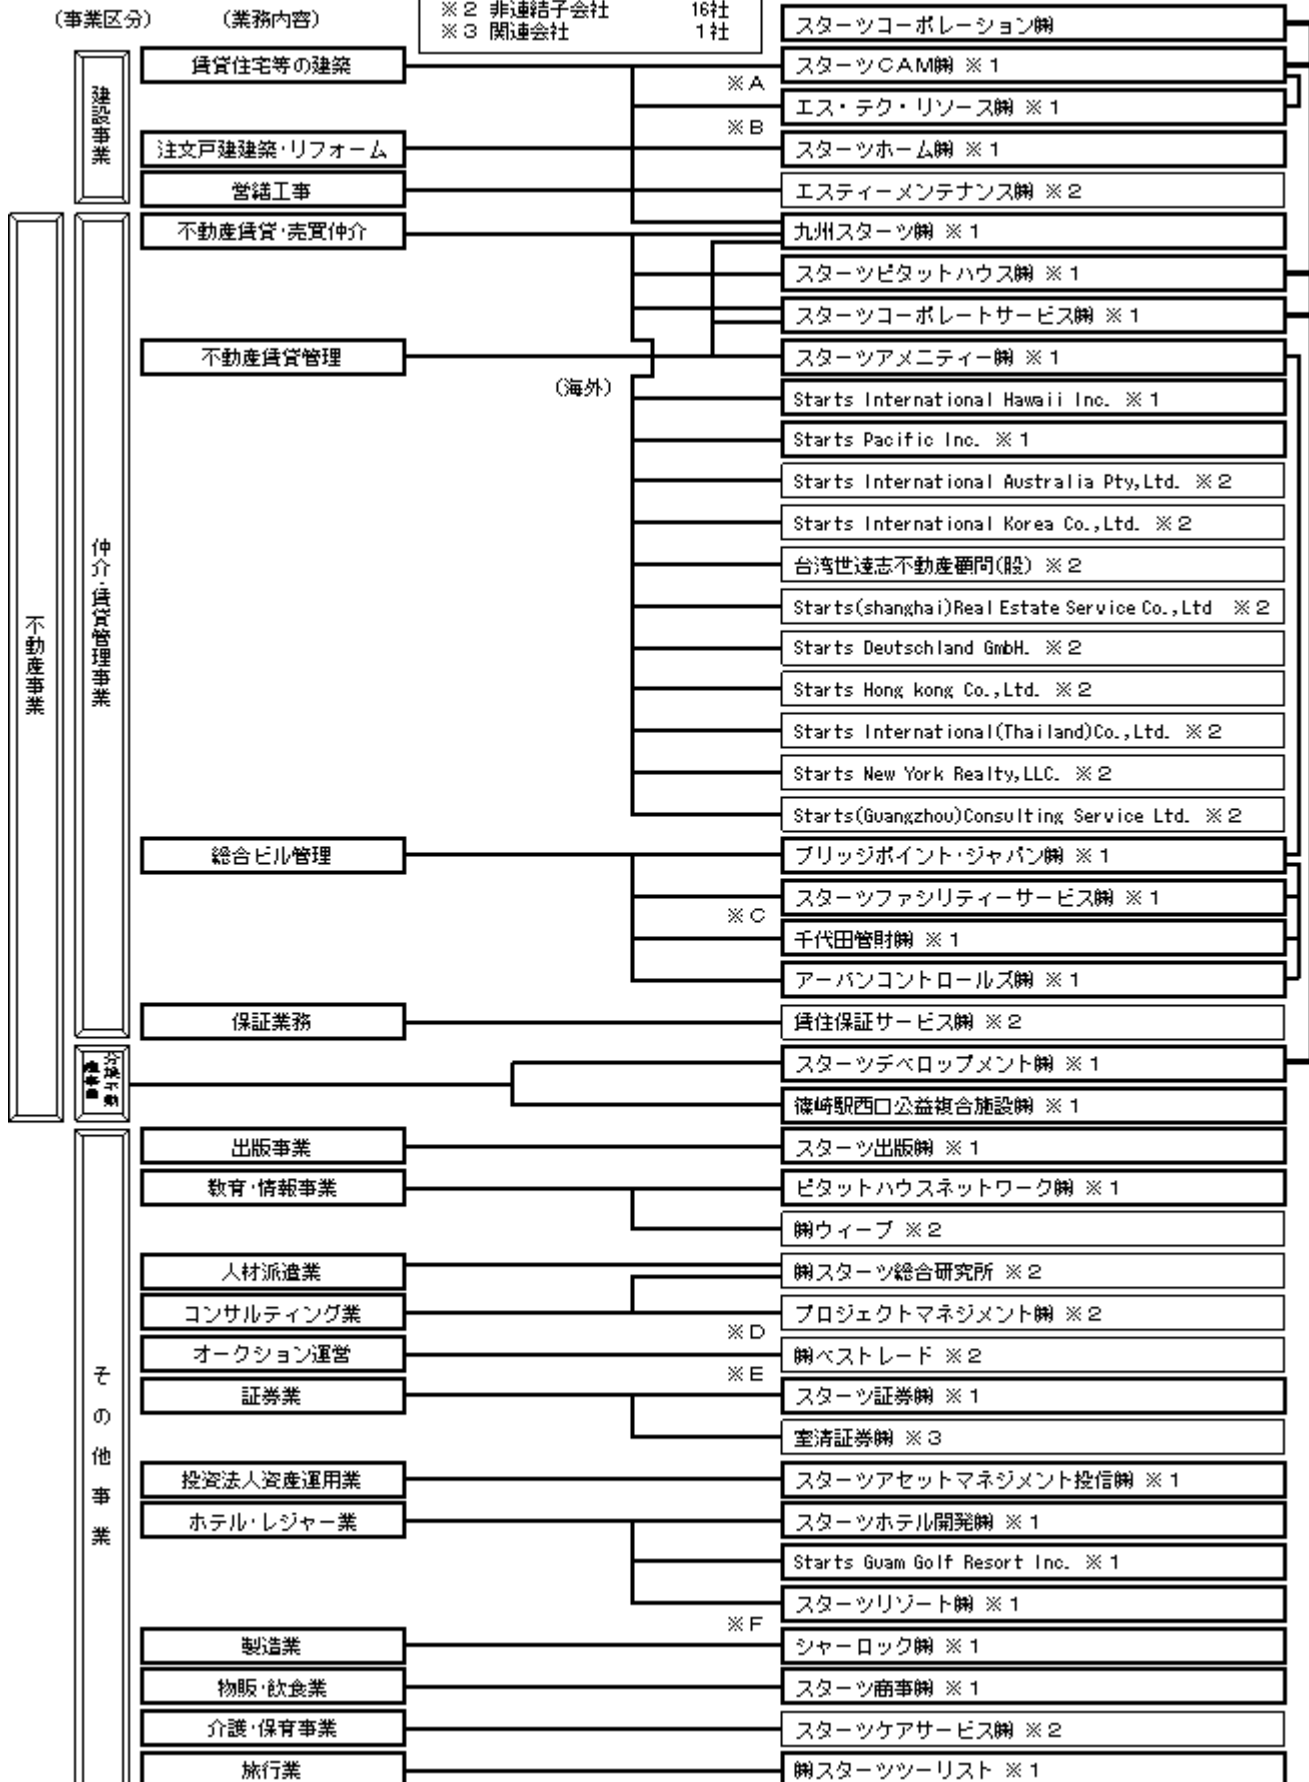 (事業区分)
(業務内容)
※2 非連結子会社 16社
※3 関連会社 1社
スターツコーポレーション㈱
建設事業
賃貸住宅等の建築
スターツCAM㈱ ※1
※A
エス・テク・リソース㈱ ※1
※B
注文戸建建築・リフォーム
スターツホーム㈱ ※1
営繕工事
エスティーメンテナンス㈱ ※2
不動産事業
仲介・賃貸管理事業
不動産賃貸・売買仲介
九州スターツ㈱ ※1
スターツピタットハウス㈱ ※1
スターツコーポレートサービス㈱ ※1
不動産賃貸管理
スターツアメニティー㈱ ※1
(海外)
Starts International Hawaii Inc. ※1
Starts Pacific Inc. ※1
Starts International Australia Pty,Ltd. ※2
Starts International Korea Co.,Ltd. ※2
台湾世達志不動産顧問(股) ※2
Starts(shanghai)Real Estate Service Co.,Ltd ※2
Starts Deutschland GmbH. ※2
Starts Hong kong Co.,Ltd. ※2
Starts International(Thailand)Co.,Ltd. ※2
Starts New York Realty,LLC. ※2
Starts(Guangzhou)Consulting Service Ltd. ※2
総合ビル管理
ブリッジポイント・ジャパン㈱ ※1
スターツファシリティーサービス㈱ ※1
※C
千代田管財㈱ ※1
アーバンコントロールズ㈱ ※1
保証業務
賃住保証サービス㈱ ※2
分譲不動産事業
スターツデベロップメント㈱ ※1
篠崎駅西口公益複合施設㈱ ※1
その他事業
出版事業
スターツ出版㈱ ※1
教育・情報事業
ピタットハウスネットワーク㈱ ※1
㈱ウィーブ ※2
人材派遣業
㈱スターツ総合研究所 ※2
コンサルティング業
プロジェクトマネジメント㈱ ※2
※D
オークション運営
㈱ベストレード ※2
※E
証券業
スターツ証券㈱ ※1
室清証券㈱ ※3
投資法人資産運用業
スターツアセットマネジメント投信㈱ ※1
ホテル・レジャー業
スターツホテル開発㈱ ※1
Starts Guam Golf Resort Inc. ※1
スターツリゾート㈱ ※1
※F
製造業
シャーロック㈱ ※1
物販・飲食業
スターツ商事㈱ ※1
介護・保育事業
スターツケアサービス㈱ ※2
旅行業
㈱スターツツーリスト ※1